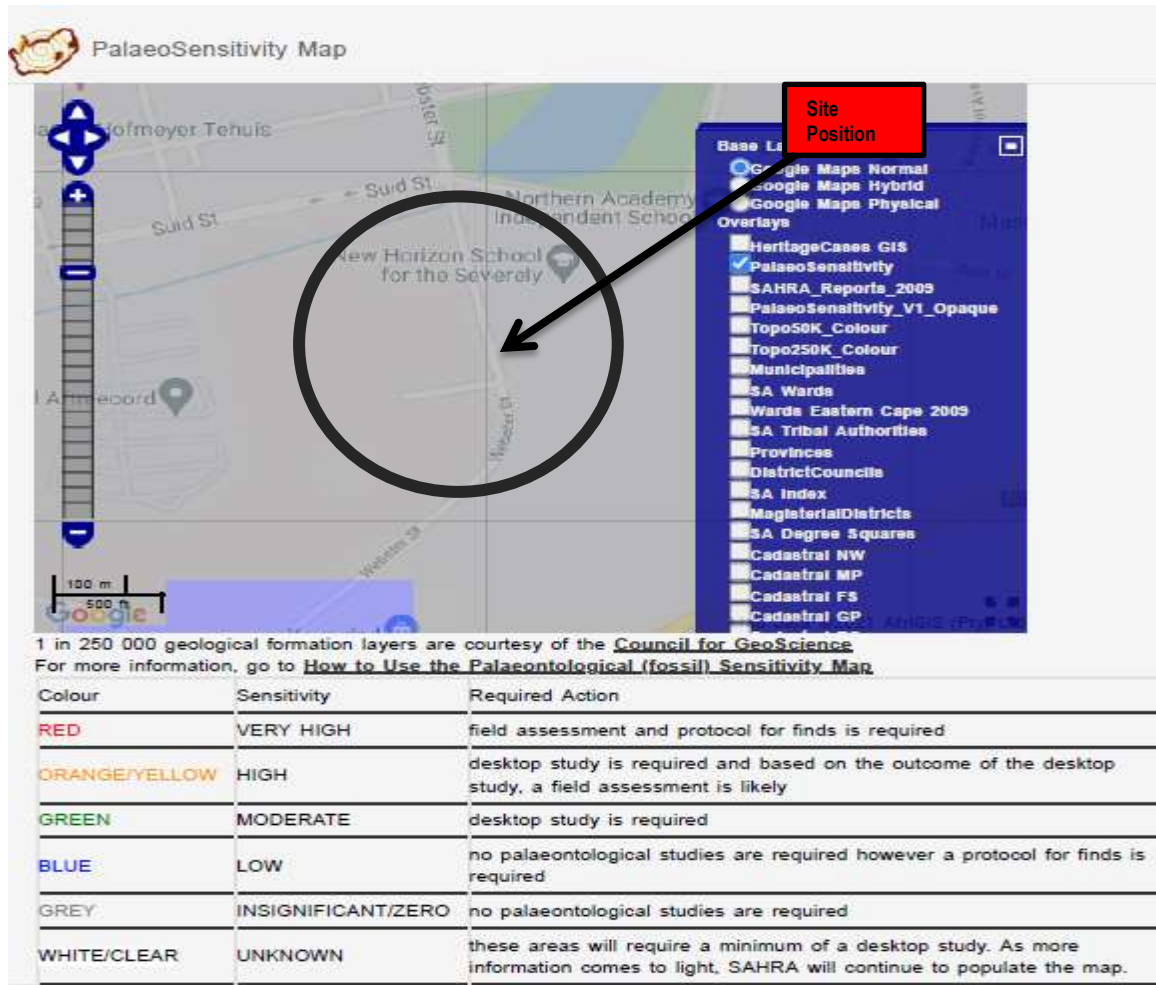 PalaeoSensitivity Map
Site
Position
Hofmeyer Tehuis
Suid St
Suid St
Northern Academy
Independent School
New Horizon School
for the Severely
Webster St
Webster St
100 m
500 ft
Google
Google Maps Normal
Google Maps Hybrid
Google Maps Physical
Overlays
HeritageCases GIS
PalaeoSensitivity
SAHRA_Reports_2009
PalaeoSensitivity_V1_Opaque
Topo50K_Colour
Topo250K_Colour
Municipalities
SA Wards
Wards Eastern Cape 2009
SA Tribal Authorities
Provinces
DistrictCouncils
SA Index
MagisterialDistricts
SA Degree Squares
Cadastral NW
Cadastral MP
Cadastral FS
Cadastral GP
1 in 250 000 geological formation layers are courtesy of the Council for GeoScience
For more information, go to How to Use the Palaeontological (fossil) Sensitivity Map
Colour Sensitivity Required Action
RED VERY HIGH field assessment and protocol for finds is required
ORANGE/YELLOW HIGH desktop study is required and based on the outcome of the desktop
study, a field assessment is likely
GREEN MODERATE desktop study is required
BLUE LOW no palaeontological studies are required however a protocol for finds is
required
GREY INSIGNIFICANT/ZERO no palaeontological studies are required
WHITE/CLEAR UNKNOWN these areas will require a minimum of a desktop study. As more
information comes to light, SAHRA will continue to populate the map.